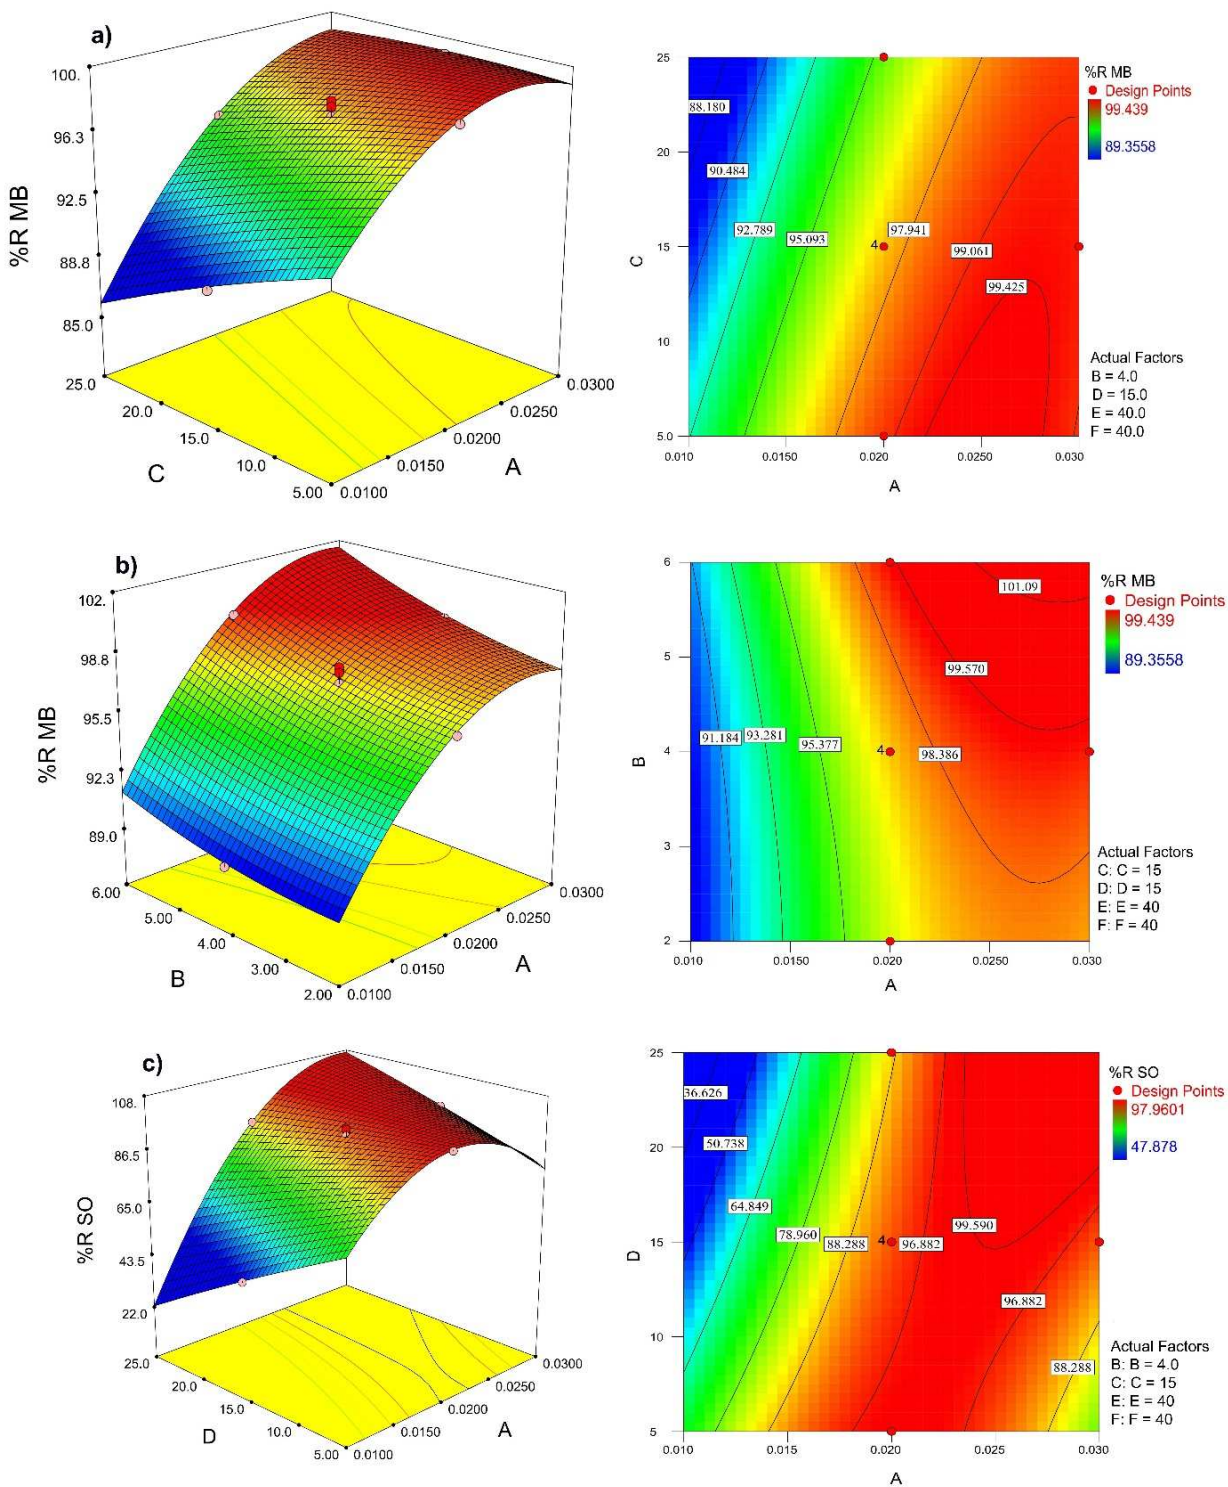 a)
100.
96.3
92.5
88.8
85.0
%R MB
25.0
20.0
15.0
10.0
5.00
C
0.0100
0.0150
0.0200
0.0250
0.0300
A
25
20
15
10
5.0
C
88.180
90.484
92.789
95.093
4
97.941
99.061
99.425
0.010
0.0150
0.020
0.0250
0.030
A
%R MB
Design Points
99.439
89.3558
Actual Factors
B = 4.0
D = 15.0
E = 40.0
F = 40.0
b)
102.
98.8
95.5
92.3
89.0
%R MB
6.00
5.00
4.00
3.00
2.00
B
0.0100
0.0150
0.0200
0.0250
0.0300
A
6
5
4
3
2
B
101.09
99.570
91.184
93.281
95.377
4
98.386
0.010
0.0150
0.020
0.0250
0.030
A
%R MB
Design Points
99.439
89.3558
Actual Factors
C: C = 15
D: D = 15
E: E = 40
F: F = 40
c)
108.
86.5
65.0
43.5
22.0
%R SO
25.0
20.0
15.0
10.0
5.00
D
0.0100
0.0150
0.0200
0.0250
0.0300
A
25
20
15
10
5
D
36.626
50.738
64.849
78.960
88.288
4
96.882
99.590
96.882
88.288
0.010
0.015
0.020
0.025
0.030
A
%R SO
Design Points
97.9601
47.878
Actual Factors
B: B = 4.0
C: C = 15
E: E = 40
F: F = 40